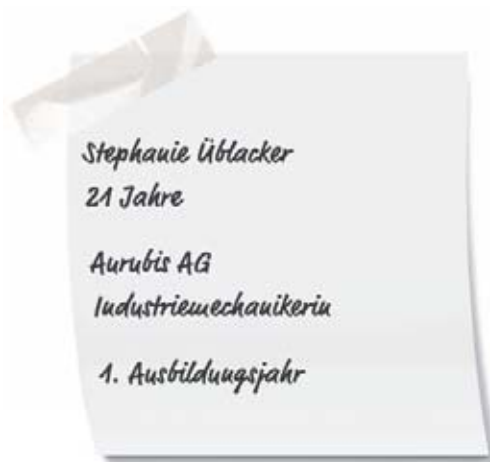 Stephanie Üblacker
21 Jahre
Aurubis AG
Industriemechanikerin
1. Ausbildungsjahr